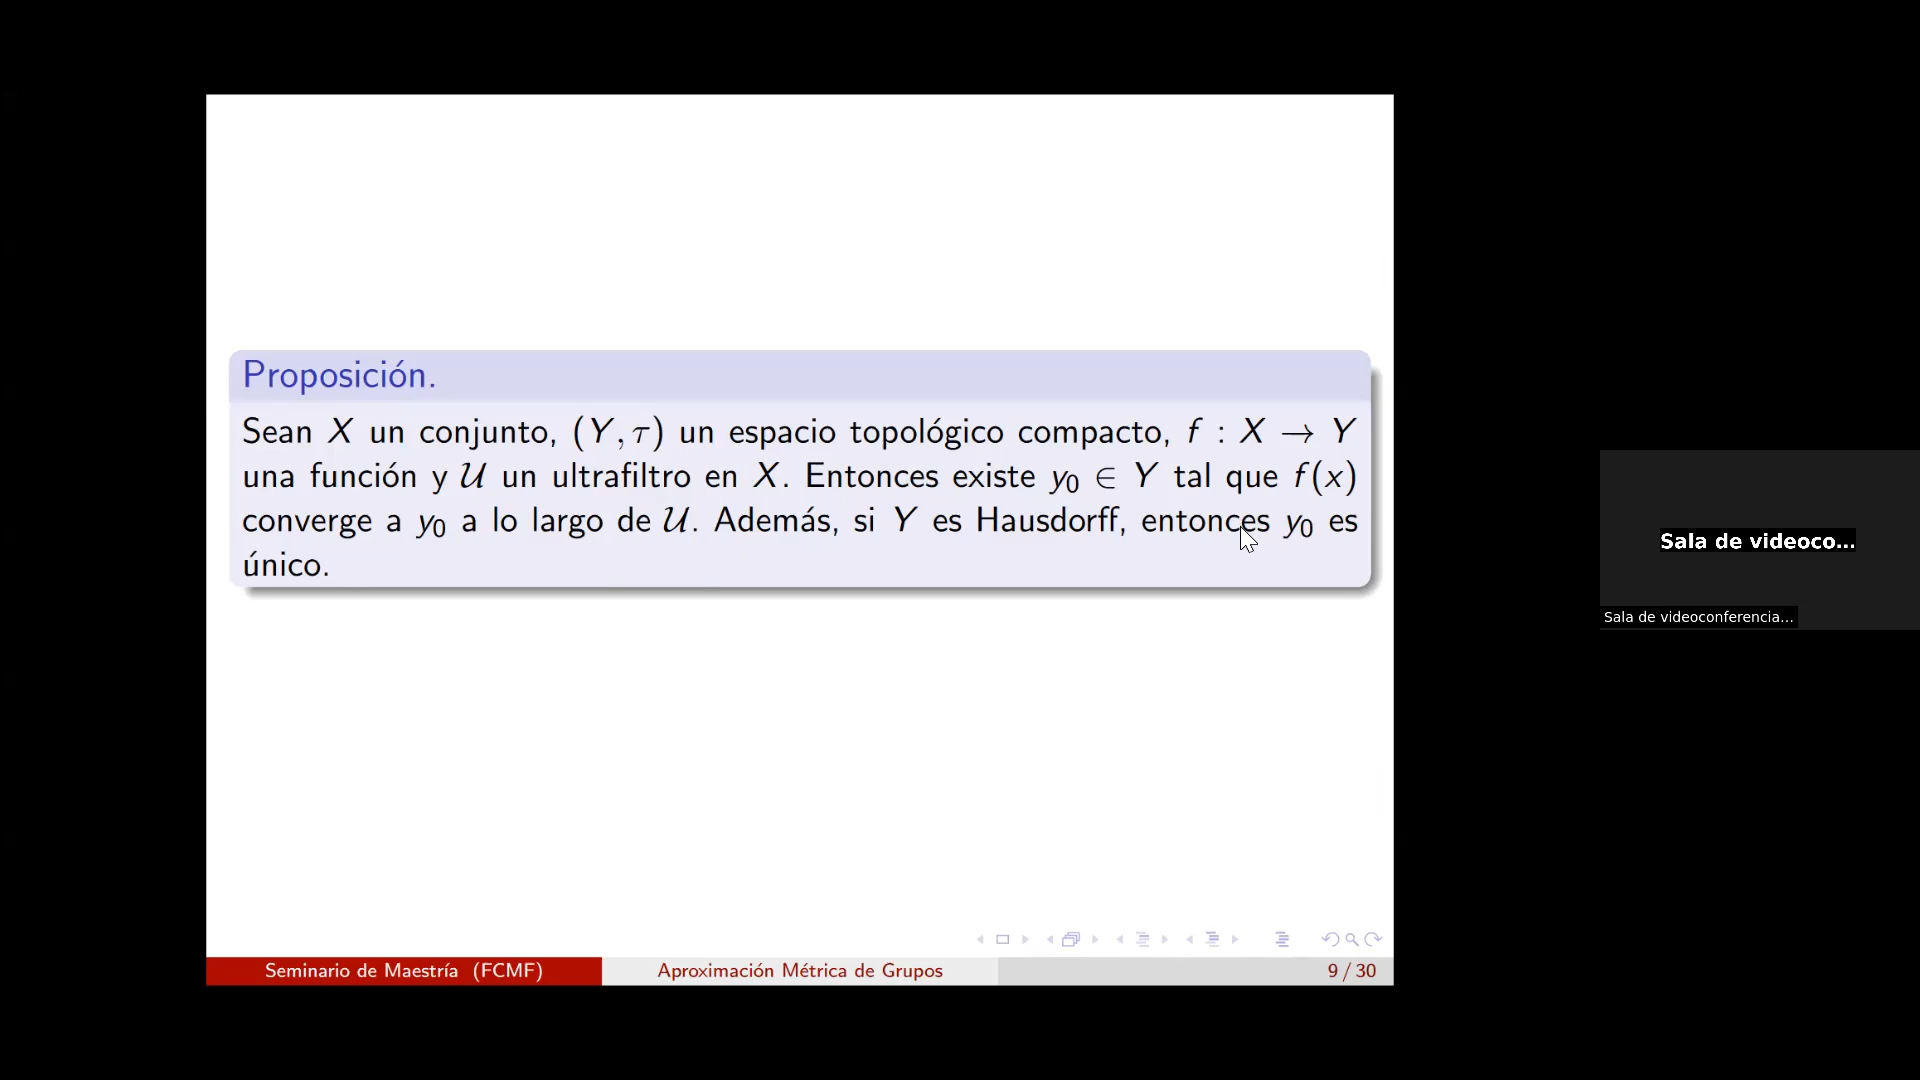 Proposición.
Sean X un conjunto, (Y, τ) un espacio topológico compacto, f : X → Y
una función y 𝒰 un ultrafiltro en X. Entonces existe y₀ ∈ Y tal que f(x)
converge a y₀ a lo largo de 𝒰. Además, si Y es Hausdorff, entonces y₀ es
único.
Sala de videoco...
Sala de videoconferencia...
Seminario de Maestría (FCMF)
Aproximación Métrica de Grupos
9 / 30